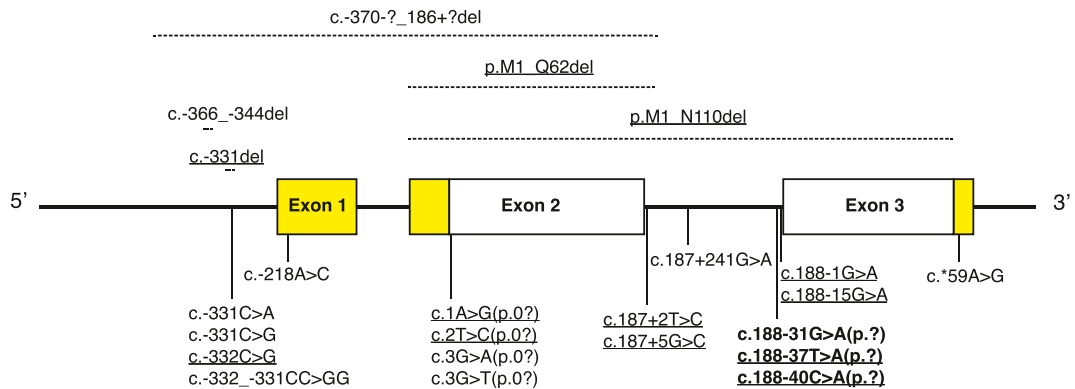 c.-370-?_186+?del
p.M1_Q62del
c.-366_-344del
p.M1_N110del
c.-331del
5’
Exon 1
Exon 2
Exon 3
3’
c.-218A>C
c.187+241G>A
c.188-1G>A
c.188-15G>A
c.*59A>G
c.-331C>A
c.-331C>G
c.-332C>G
c.-332_-331CC>GG
c.1A>G(p.0?)
c.2T>C(p.0?)
c.3G>A(p.0?)
c.3G>T(p.0?)
c.187+2T>C
c.187+5G>C
c.188-31G>A(p.?)
c.188-37T>A(p.?)
c.188-40C>A(p.?)